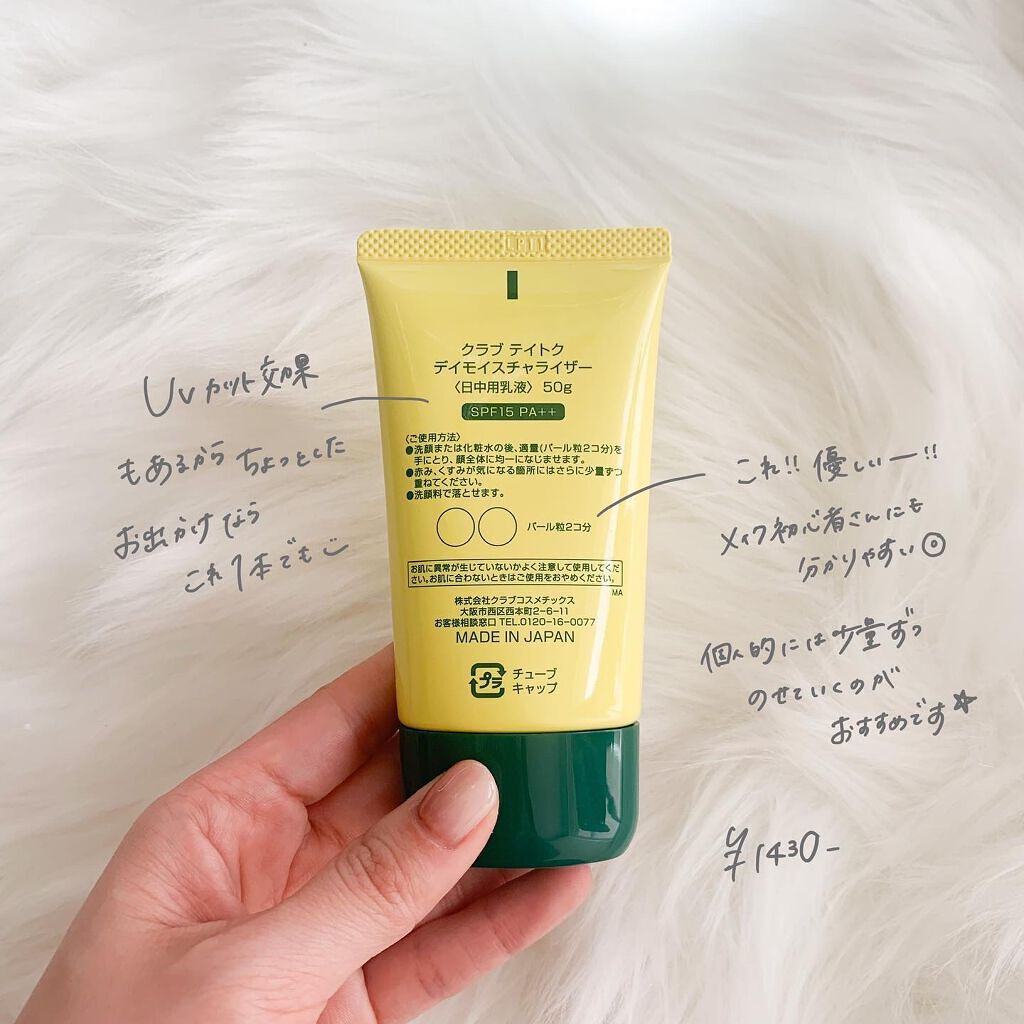 LP11
クラブ テイトク
デイモイスチャライザー
〈日中用乳液〉 50g
SPF15 PA++
〈ご使用方法〉
●洗顔または化粧水の後、適量(パール粒2コ分)を
手にとり、顔全体に均一になじませます。
●赤み、くすみが気になる箇所にはさらに少量ずつ
重ねてください。
●洗顔料で落とせます。
パール粒2コ分
お肌に異常が生じていないかよく注意して使用してくだ
さい。お肌に合わないときはご使用をおやめください。
MA
株式会社クラブコスメチックス
大阪市西区西本町2-6-11
お客様相談窓口 TEL.0120-16-0077
MADE IN JAPAN
プラ
チューブ
キャップ
UVカット効果
もあるから ちょっとした
お出かけなら
これ1本でも
これ!! 優しいー!!
メイク初心者さんにも
分かりやすい◎
個人的には少量ずつ
のせていくのが
おすすめです☆
¥1430-